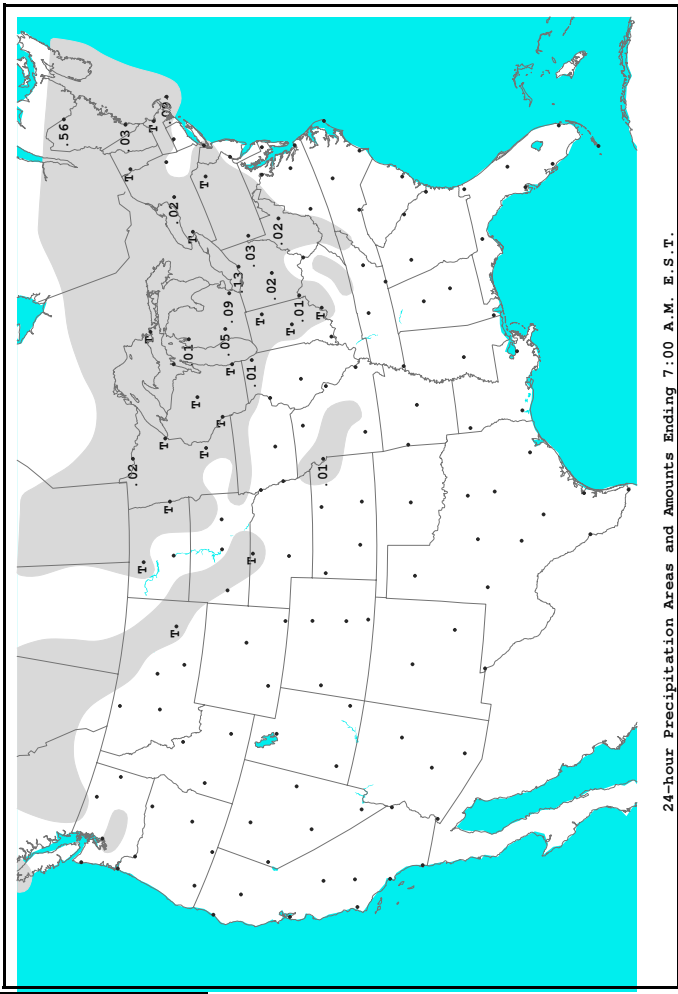 .56
.03
T
.02
T
T
T
T
.09
T
.02
T
.01
T
T
T
T
T
.05
.09
T
.13
.03
.01
T
T
.02
.02
T
.01
T
.01
24-hour Precipitation Areas and Amounts Ending 7:00 A.M. E.S.T.